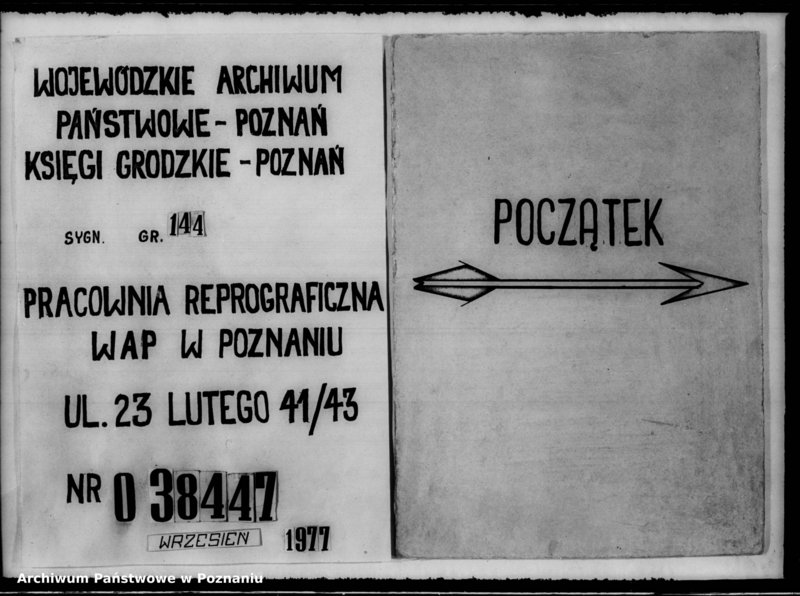 WOJEWÓDZKIE ARCHIWUM
PAŃSTWOWE - POZNAŃ
KSIĘGI GRODZKIE - POZNAŃ
SYGN. GR. 144
PRACOWNIA REPROGRAFICZNA
WAP W POZNANIU
UL. 23 LUTEGO 41/43
NR 0 38447
WRZESIEŃ 1977
POCZĄTEK
Archiwum Państwowe w Poznaniu